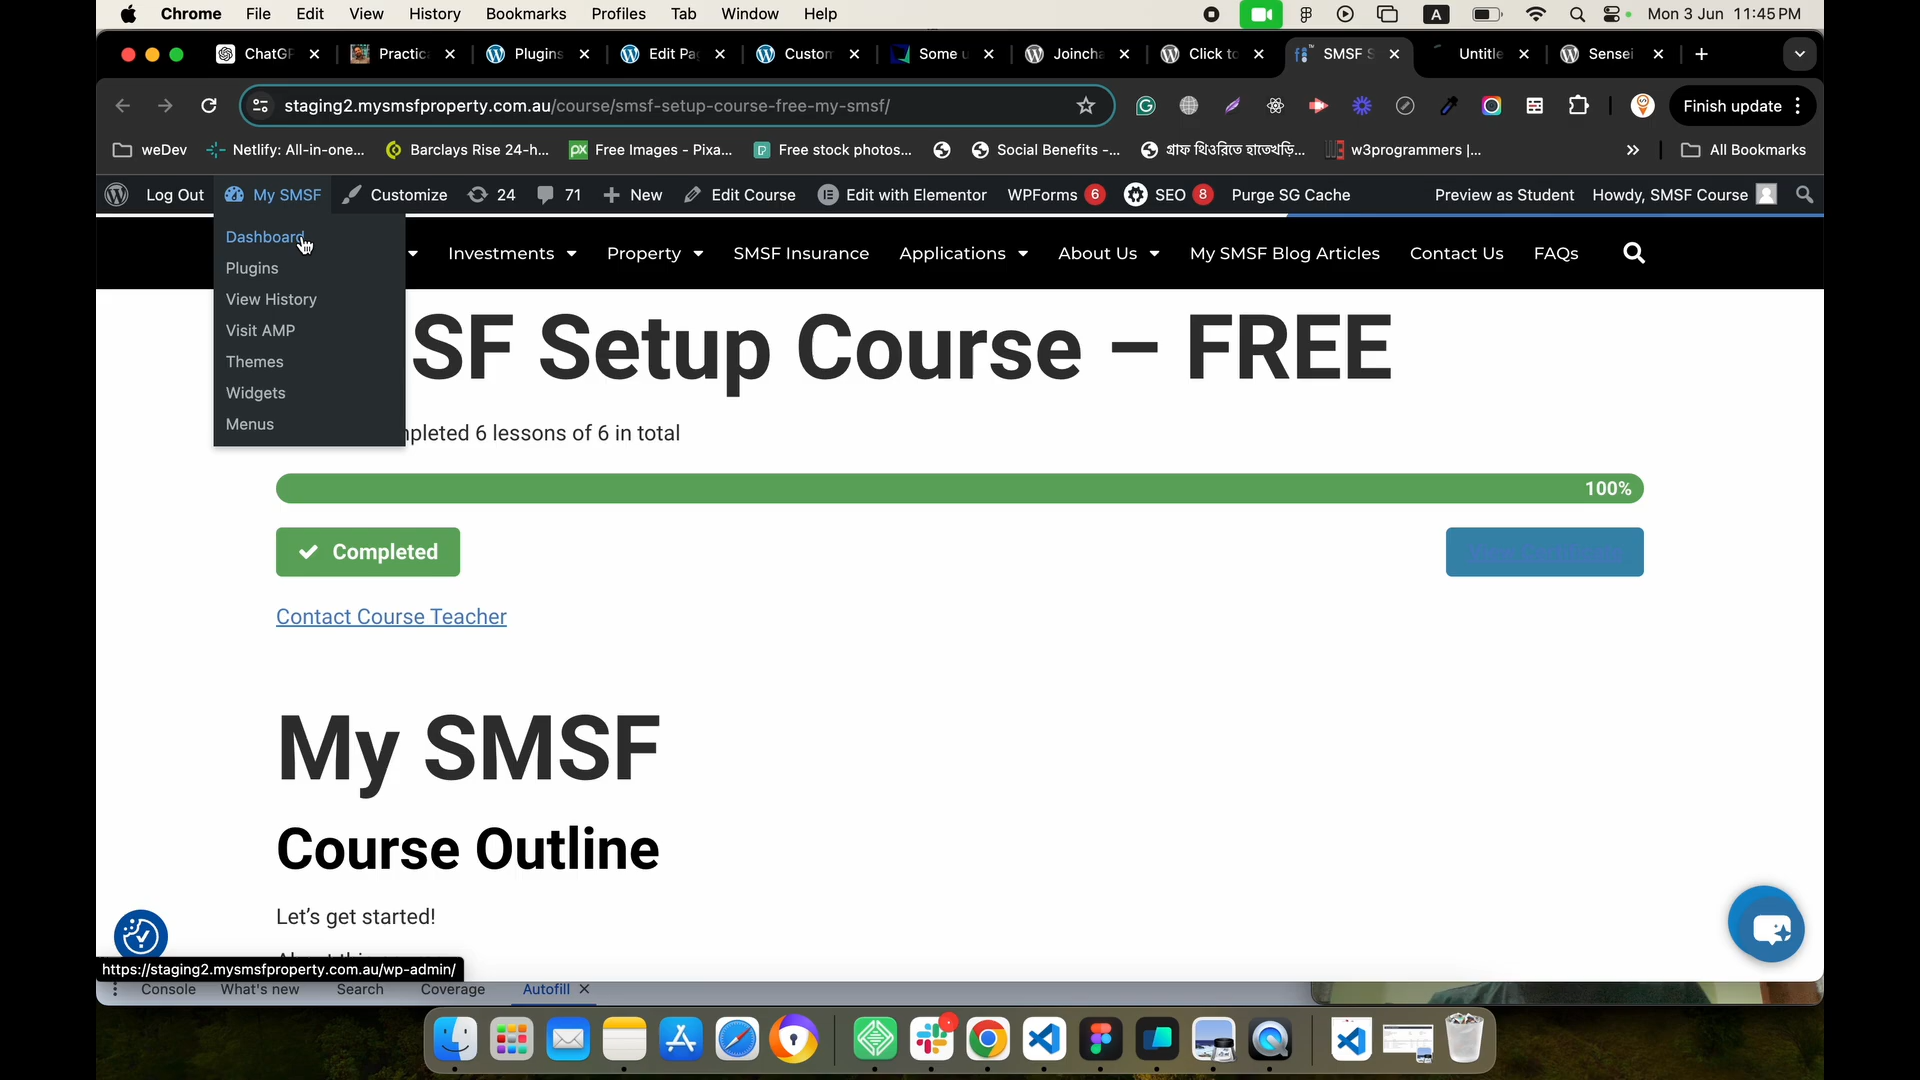 Chrome File Edit View History Bookmarks Profiles Tab Window Help A Mon 3 Jun 11:45 PM
ChatGP Practic Plugins Edit Pa Custom Some u Joincha Click to SMSF S Untitle Sensei
staging2.mysmsfproperty.com.au/course/smsf-setup-course-free-my-smsf/ Finish update
weDev Netlify: All-in-one... Barclays Rise 24-h... px Free Images - Pixa... Free stock photos... Social Benefits -... গ্রাফ থিওরিতে হাতেখড়ি... w3programmers |... » All Bookmarks
Log Out My SMSF Customize 24 71 New Edit Course Edit with Elementor WPForms 6 SEO 8 Purge SG Cache Preview as Student Howdy, SMSF Course
Dashboard
Plugins
View History
Visit AMP
Themes
Widgets
Menus
Investments Property SMSF Insurance Applications About Us My SMSF Blog Articles Contact Us FAQs
SF Setup Course – FREE
pleted 6 lessons of 6 in total
100%
Completed
View Certificate
Contact Course Teacher
My SMSF
Course Outline
Let's get started!
https://staging2.mysmsfproperty.com.au/wp-admin/
Console What's new Search Coverage Autofill